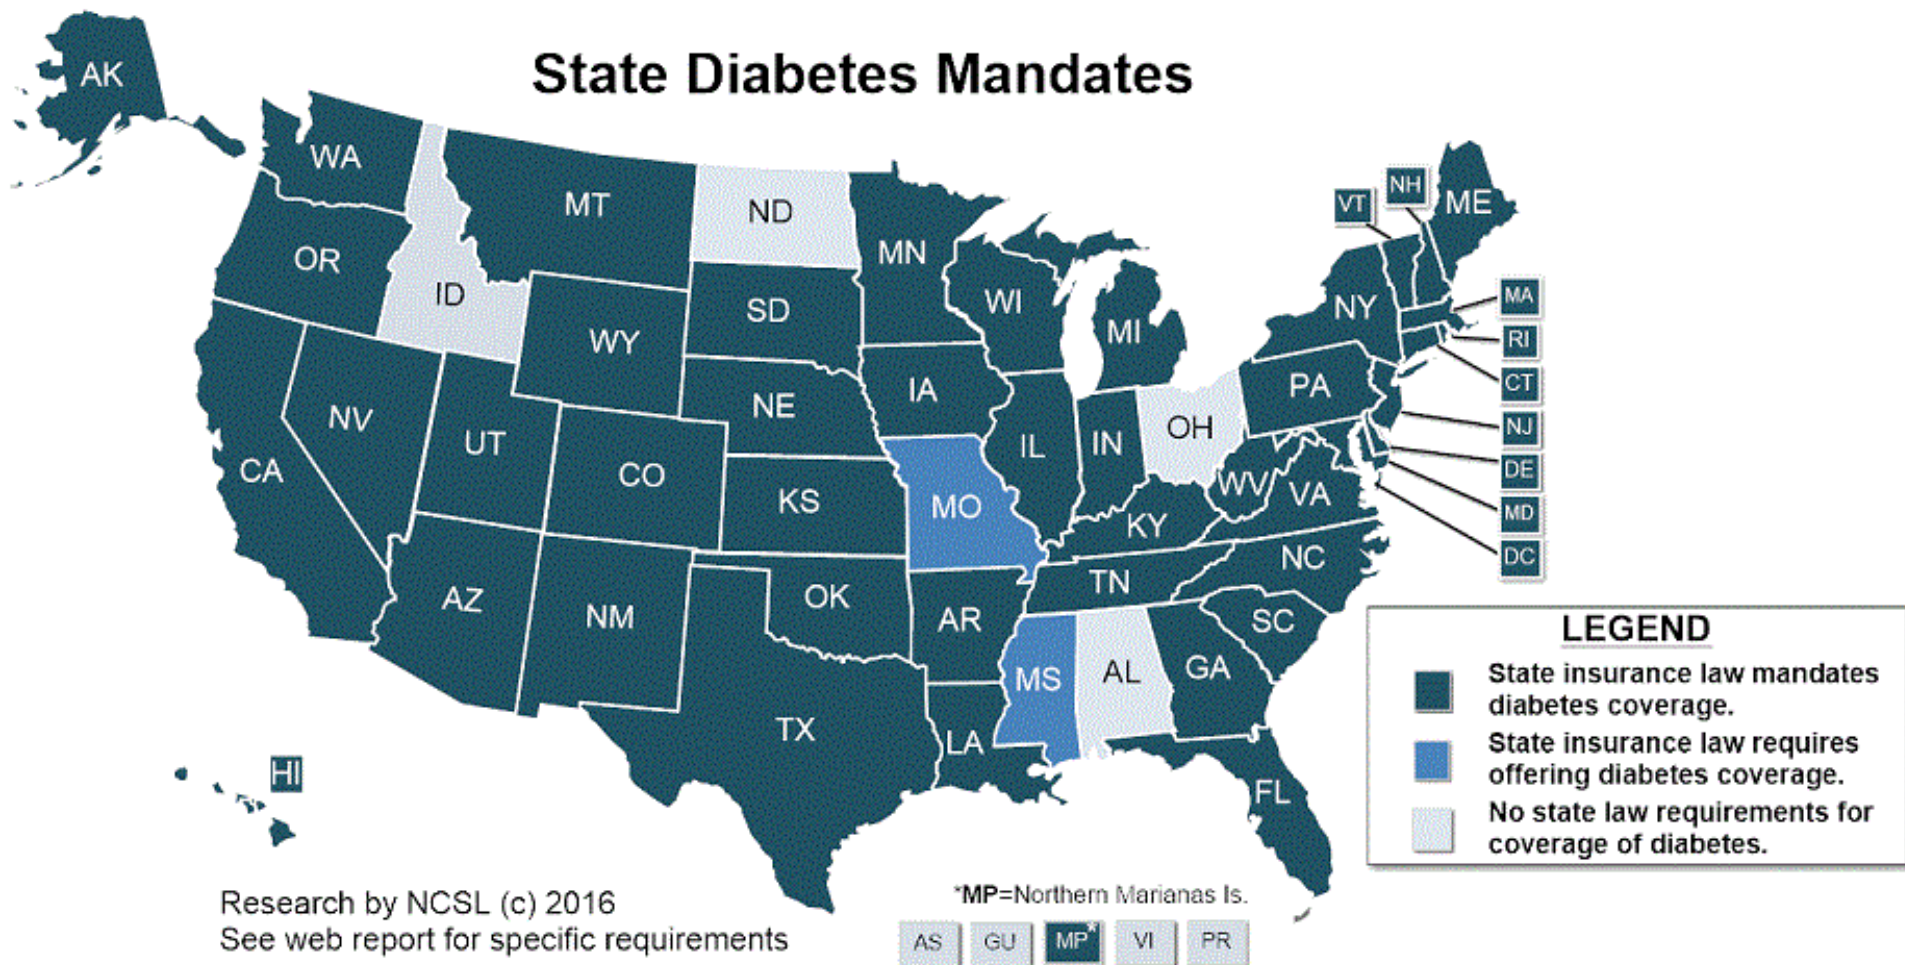 State Diabetes Mandates
AK
WA
MT
ND
MN
VT
NH
ME
OR
ID
WY
SD
WI
MI
NY
MA
RI
CT
NJ
DE
MD
DC
NV
UT
CO
NE
IA
IL
IN
OH
PA
CA
KS
MO
KY
WV
VA
AZ
NM
OK
AR
TN
NC
SC
MS
AL
GA
TX
LA
FL
HI
LEGEND
State insurance law mandates
diabetes coverage.
State insurance law requires
offering diabetes coverage.
No state law requirements for
coverage of diabetes.
Research by NCSL (c) 2016
See web report for specific requirements
*MP=Northern Marianas Is.
AS GU MP* VI PR